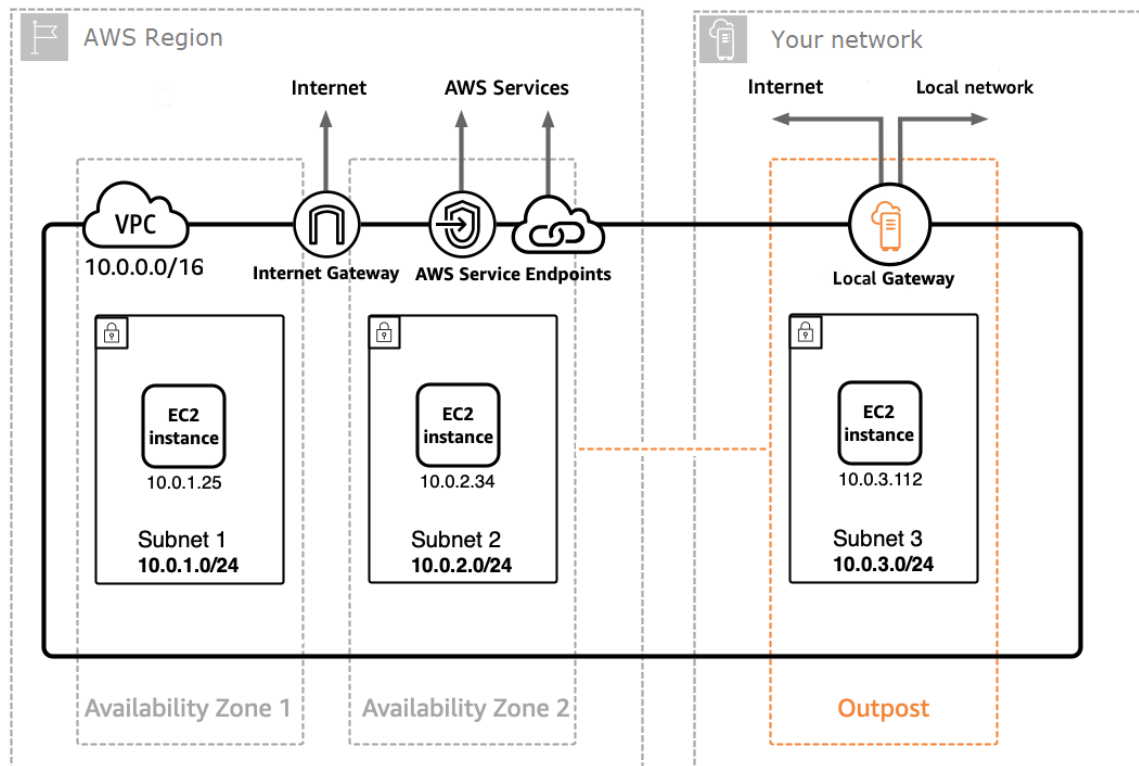 AWS Region
Your network
Internet
AWS Services
Internet
Local network
VPC
10.0.0.0/16
Internet Gateway
AWS Service Endpoints
Local Gateway
EC2
instance
10.0.1.25
Subnet 1
10.0.1.0/24
EC2
instance
10.0.2.34
Subnet 2
10.0.2.0/24
EC2
instance
10.0.3.112
Subnet 3
10.0.3.0/24
Availability Zone 1
Availability Zone 2
Outpost